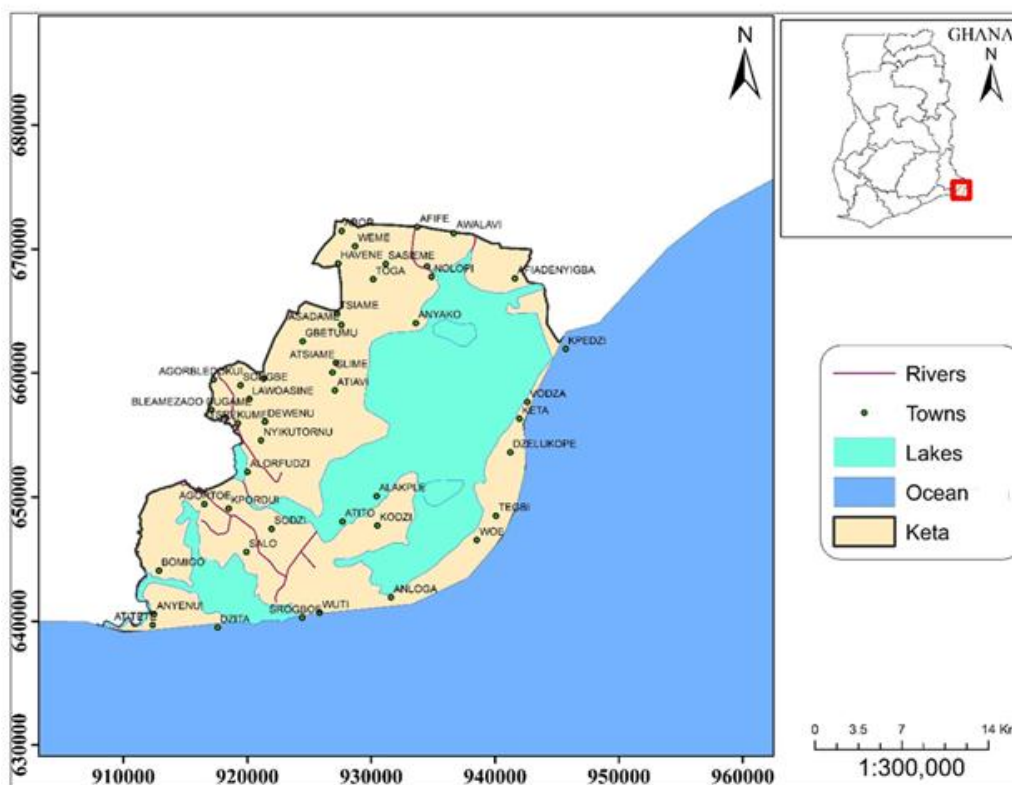 N
GHANA
N
680000
670000
660000
650000
640000
630000
AFIFE
AWALAVI
WEME
HAVENE
SASIEME
TOGA
NOLOPI
AFIADENYIGBA
TSIAME
ASADAME
ANYAKO
GBETUMU
ATSIAME
KPEDZI
ATIAVI
LAWOASINE
VODZA
KETA
DEWENU
NYIKUTORNU
DZELUKOPE
ALORFUDZI
ALAKPLE
KPORDUI
TEGBI
ATITO
KODZI
SODZI
WOE
SALO
BOMIGO
ANLOGA
ANYENUI
WUTI
DZITA
910000
920000
930000
940000
950000
960000
Rivers
Towns
Lakes
Ocean
Keta
0 3.5 7 14 Km
1:300,000